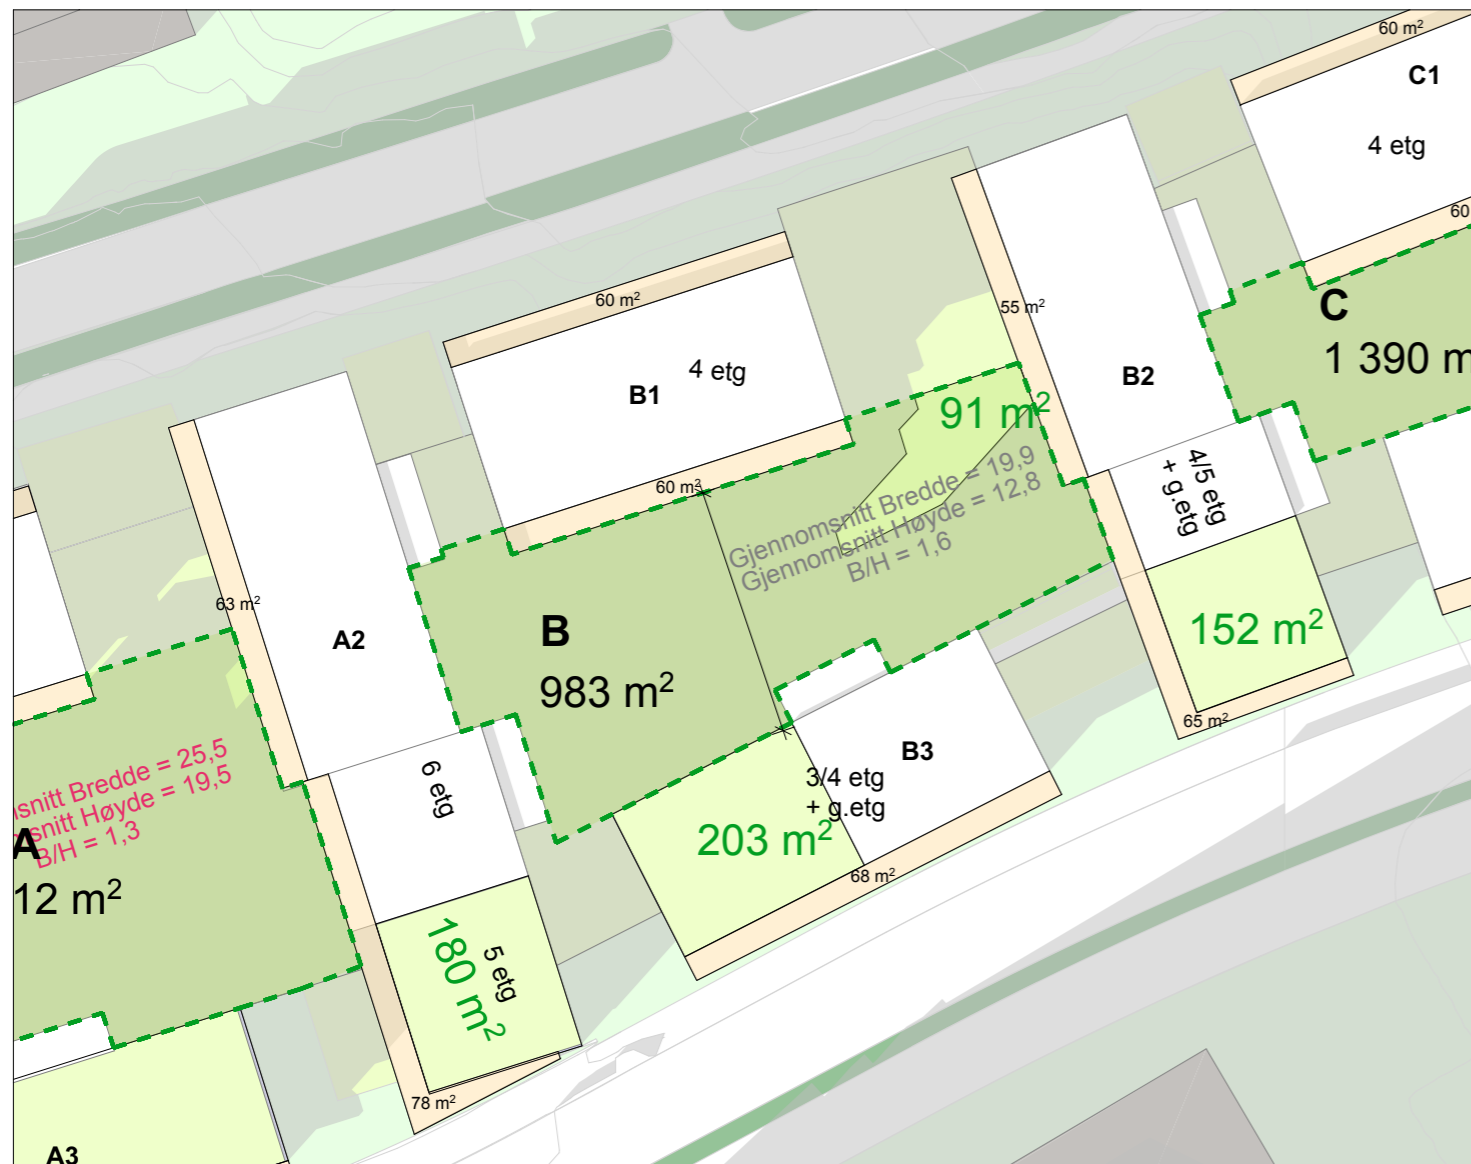 60 m²
C1
4 etg
60
C
1 390 m
60 m²
4 etg
B1
55 m²
B2
91 m²
60 m²
Gjennomsnitt Bredde = 19,9
Gjennomsnitt Høyde = 12,8
B/H = 1,6
4/5 etg
+ g.etg
63 m²
A2
B
983 m²
152 m²
65 m²
B3
3/4 etg
+ g.etg
203 m²
68 m²
6 etg
snitt Bredde = 25,5
snitt Høyde = 19,5
B/H = 1,3
A
12 m²
5 etg
180 m²
78 m²
A3